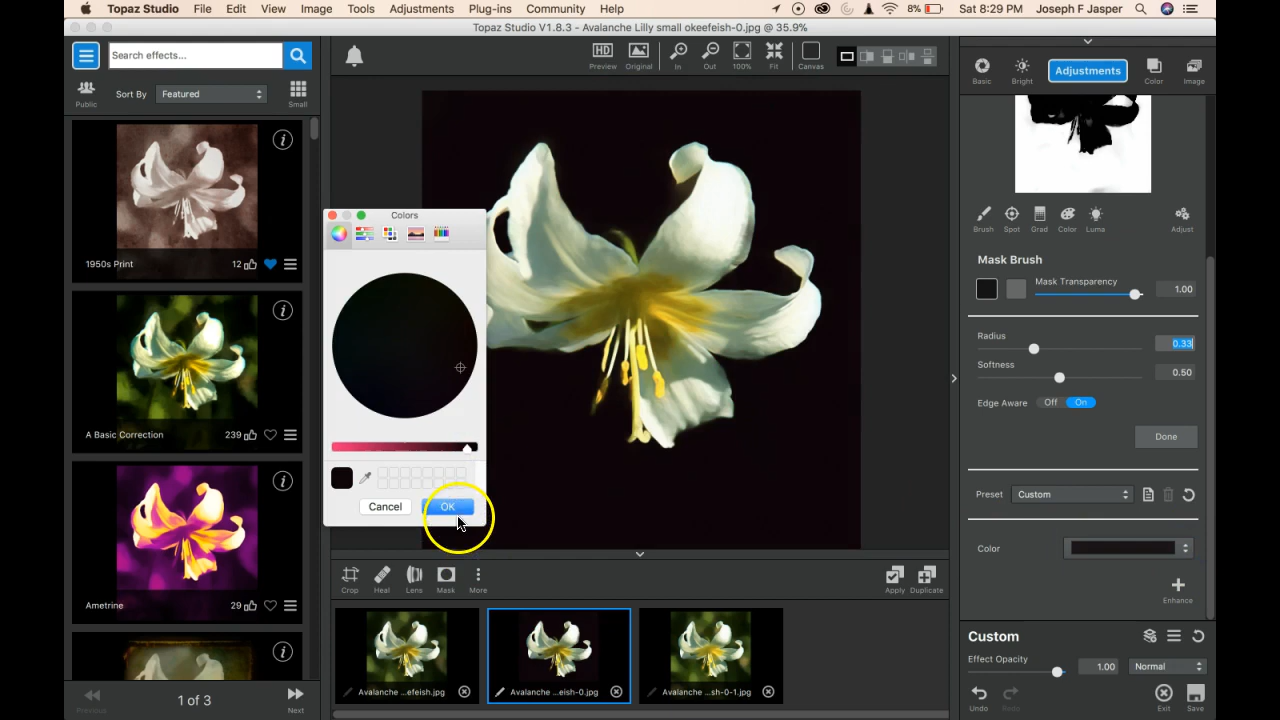 Topaz Studio File Edit View Image Tools Adjustments Plug-ins Community Help 8% Sat 8:29 PM Joseph F Jasper
Topaz Studio V1.8.3 - Avalanche Lilly small okeefeish-0.jpg @ 35.9%
Search effects...
Public Sort By Featured Small
1950s Print 12
A Basic Correction 239
Ametrine 29
Previous 1 of 3 Next
HD Preview Original In Out 100% Fit Canvas
Colors
Cancel OK
Crop Heal Lens Mask More Apply Duplicate
Avalanche ...efeish.jpg Avalanche ...eish-0.jpg Avalanche ...sh-0-1.jpg
Basic Bright Adjustments Color Image
Brush Spot Grad Color Luma Adjust
Mask Brush
Mask Transparency 1.00
Radius 0.33
Softness 0.50
Edge Aware Off On
Done
Preset Custom
Color
Enhance
Custom
Effect Opacity 1.00 Normal
Undo Redo Exit Save